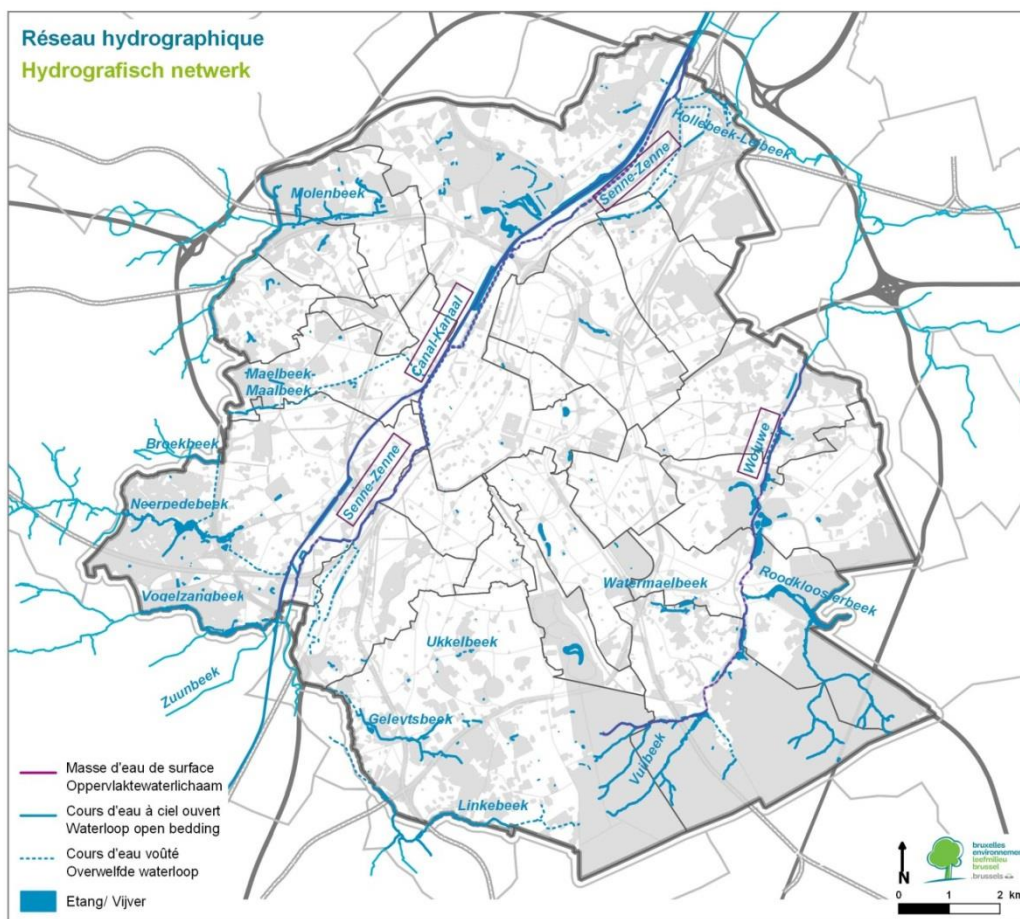 Réseau hydrographique
Hydrografisch netwerk
Hollebeek-Leibeek
Senne-Zenne
Molenbeek
Canal-Kanaal
Maelbeek-
Maalbeek
Broekbeek
Woluwe
Senne-Zenne
Neerpedebeek
Watermaelbeek
Roodkloosterbeek
Vogelzangbeek
Ukkelbeek
Zuunbeek
Geleytsbeek
Vuilbeek
Linkebeek
Masse d'eau de surface
Oppervlaktewaterlichaam
Cours d'eau à ciel ouvert
Waterloop open bedding
Cours d'eau voûté
Overwelfde waterloop
Etang/ Vijver
N
bruxelles
environnement
leefmilieu
brussel
.brussels
0 1 2 km